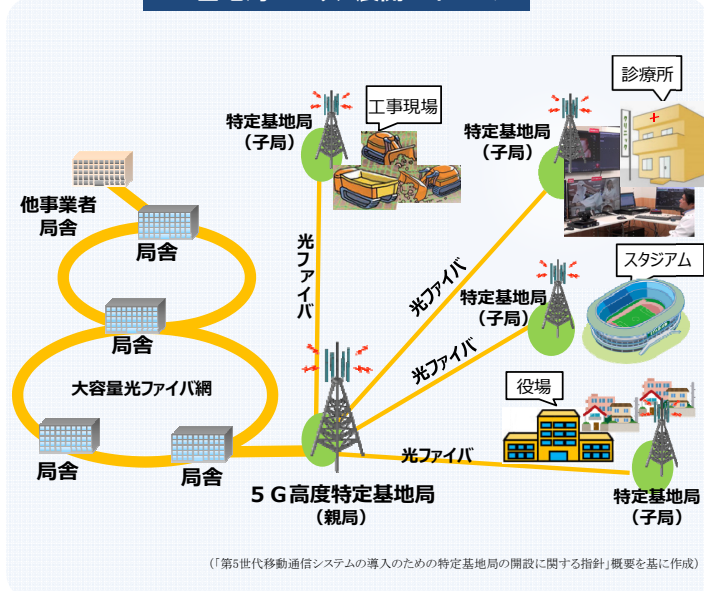 工事現場
診療所
クリニック
特定基地局
（子局）
特定基地局
（子局）
他事業者
局舎
局舎
光ファイバ
光ファイバ
スタジアム
特定基地局
（子局）
局舎
光ファイバ
大容量光ファイバ網
役場
局舎
局舎
光ファイバ
５Ｇ高度特定基地局
（親局）
特定基地局
（子局）
（「第5世代移動通信システムの導入のための特定基地局の開設に関する指針」概要を基に作成）